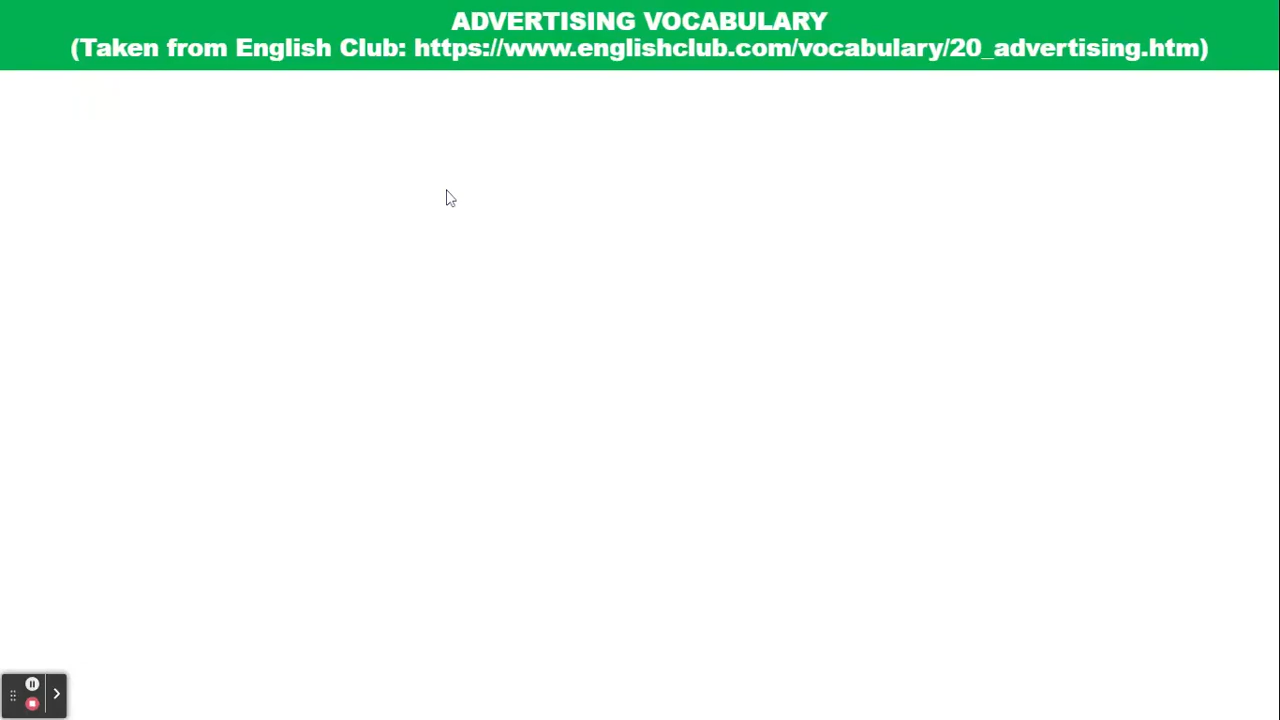 ADVERTISING VOCABULARY
(Taken from English Club: https://www.englishclub.com/vocabulary/20_advertising.htm)